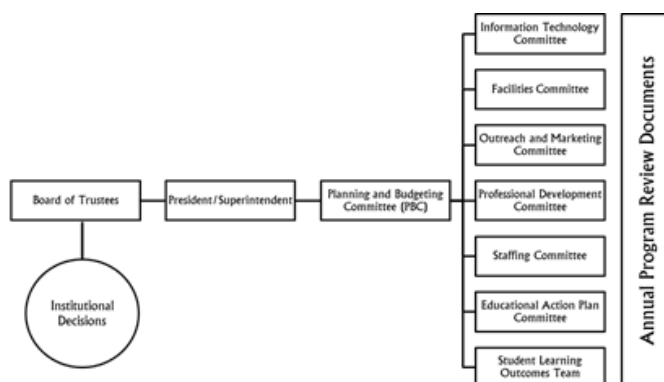 Information Technology
Committee
Facilities Committee
Outreach and Marketing
Committee
Board of Trustees
President/Superintendent
Planning and Budgeting
Committee (PBC)
Professional Development
Committee
Staffing Committee
Institutional
Decisions
Educational Action Plan
Committee
Student Learning
Outcomes Team
Annual Program Review Documents